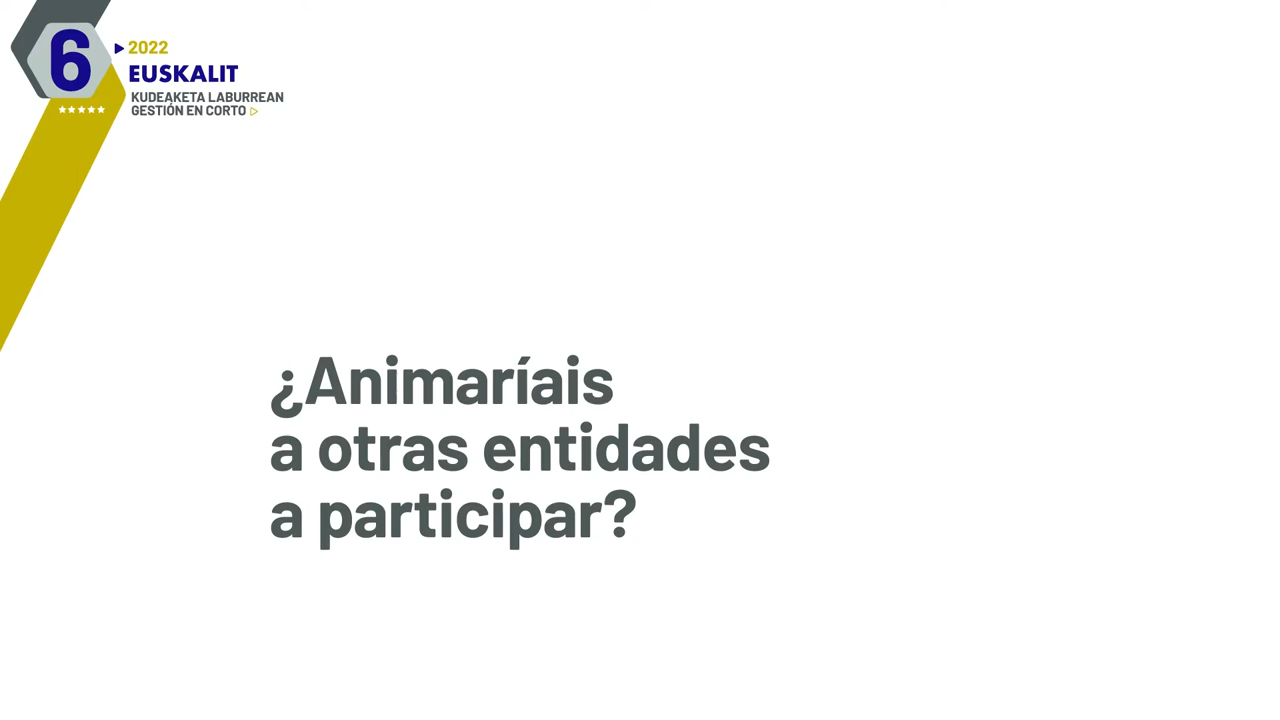 6
2022
EUSKALIT
KUDEAKETA LABURREAN
GESTIÓN EN CORTO
¿Animaríais
a otras entidades
a participar?